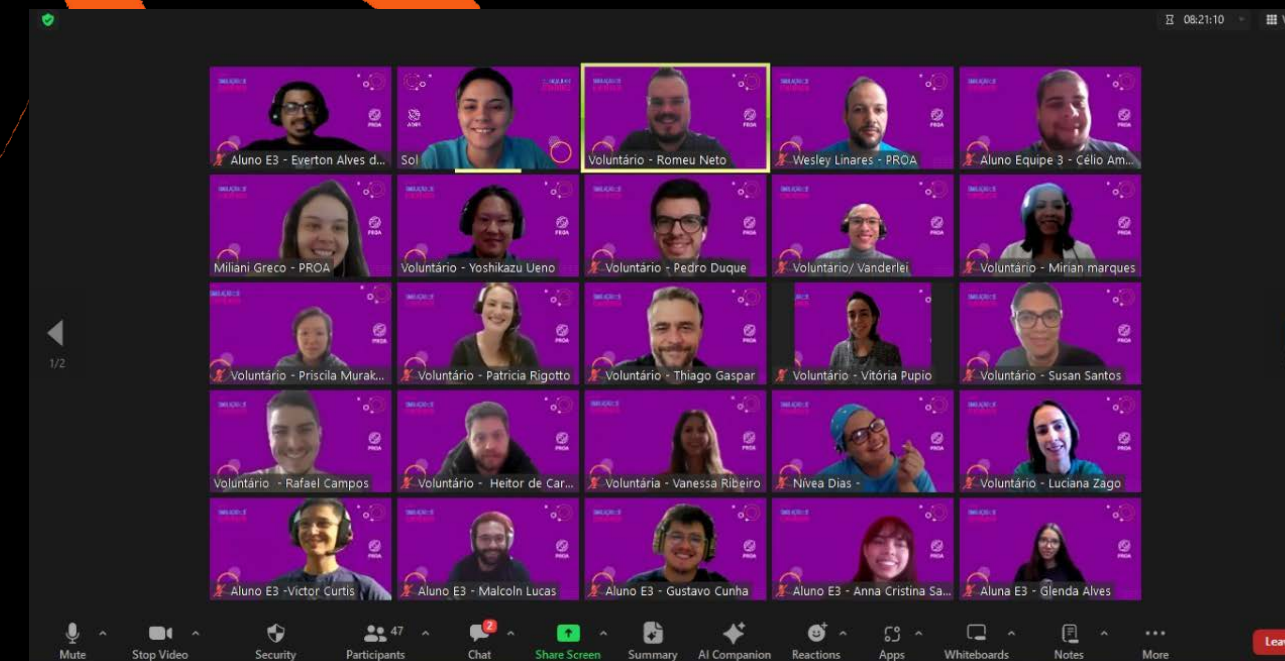 08:21:10
Aluno E3 - Everton Alves d...
Sol
Voluntário - Romeu Neto
Wesley Linares - PROA
Aluno Equipe 3 - Célio Am...
Miliani Greco - PROA
Voluntário - Yoshikazu Ueno
Voluntário - Pedro Duque
Voluntário/ Vanderlei
Voluntário - Mirian marques
1/2
Voluntário - Priscila Murak...
Voluntário - Patricia Rigotto
Voluntário - Thiago Gaspar
Voluntário - Vitória Pupio
Voluntário - Susan Santos
Voluntário - Rafael Campos
Voluntário - Heitor de Car...
Voluntária - Vanessa Ribeiro
Nívea Dias -
Voluntário - Luciana Zago
Aluno E3 -Victor Curtis
Aluno E3 - Malcoln Lucas
Aluno E3 - Gustavo Cunha
Aluno E3 - Anna Cristina Sa...
Aluna E3 - Glenda Alves
47
2
Mute
Stop Video
Security
Participants
Chat
Share Screen
Summary
AI Companion
Reactions
Apps
Whiteboards
Notes
More
Leav